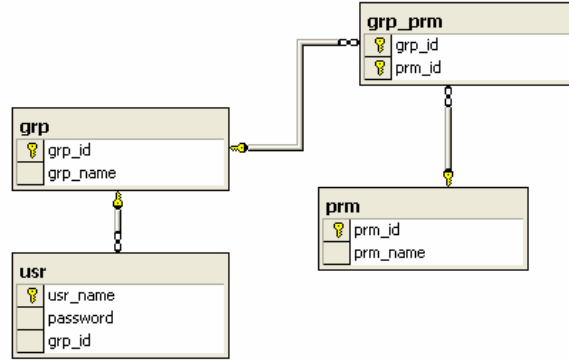 grp_prm
grp_id
prm_id
grp
grp_id
grp_name
prm
prm_id
prm_name
usr
usr_name
password
grp_id